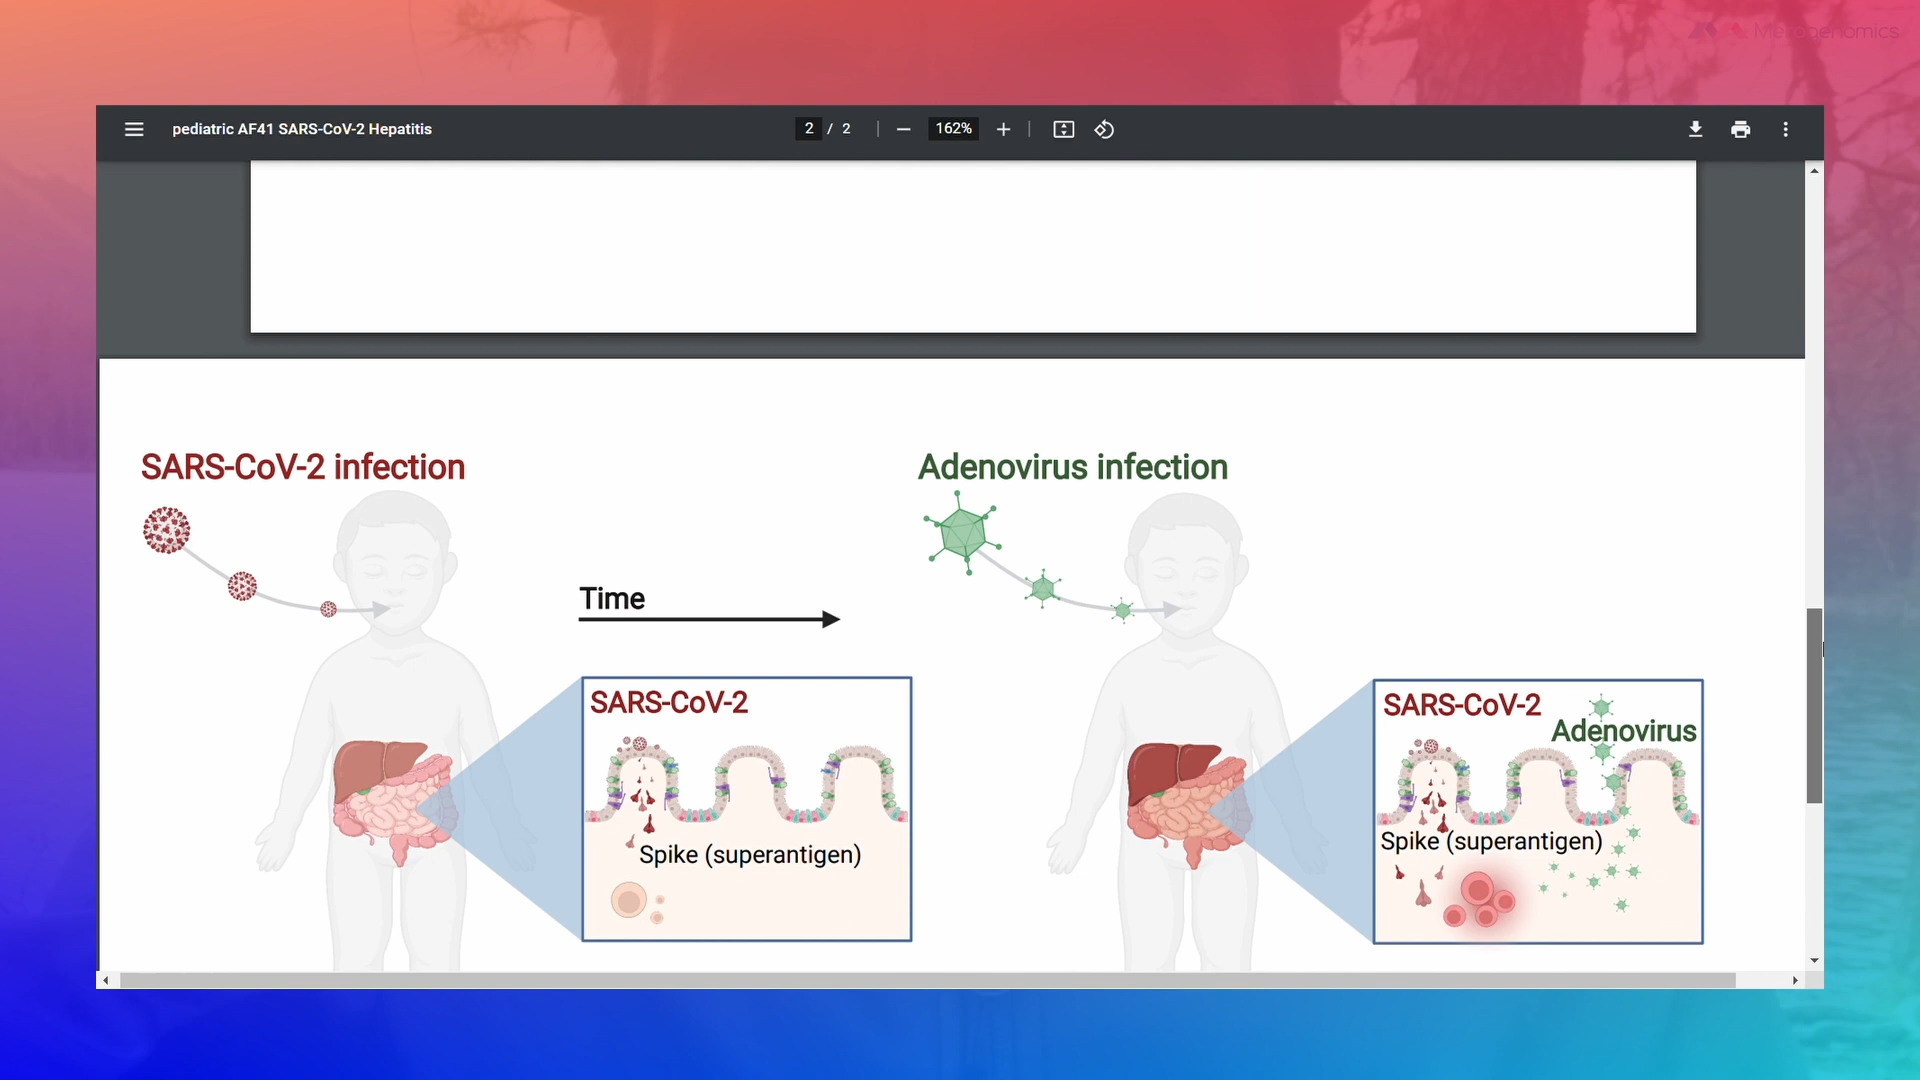 Merogenomics
pediatric AF41 SARS-CoV-2 Hepatitis
2 / 2
162%
SARS-CoV-2 infection
Adenovirus infection
Time
SARS-CoV-2
Spike (superantigen)
SARS-CoV-2
Adenovirus
Spike (superantigen)